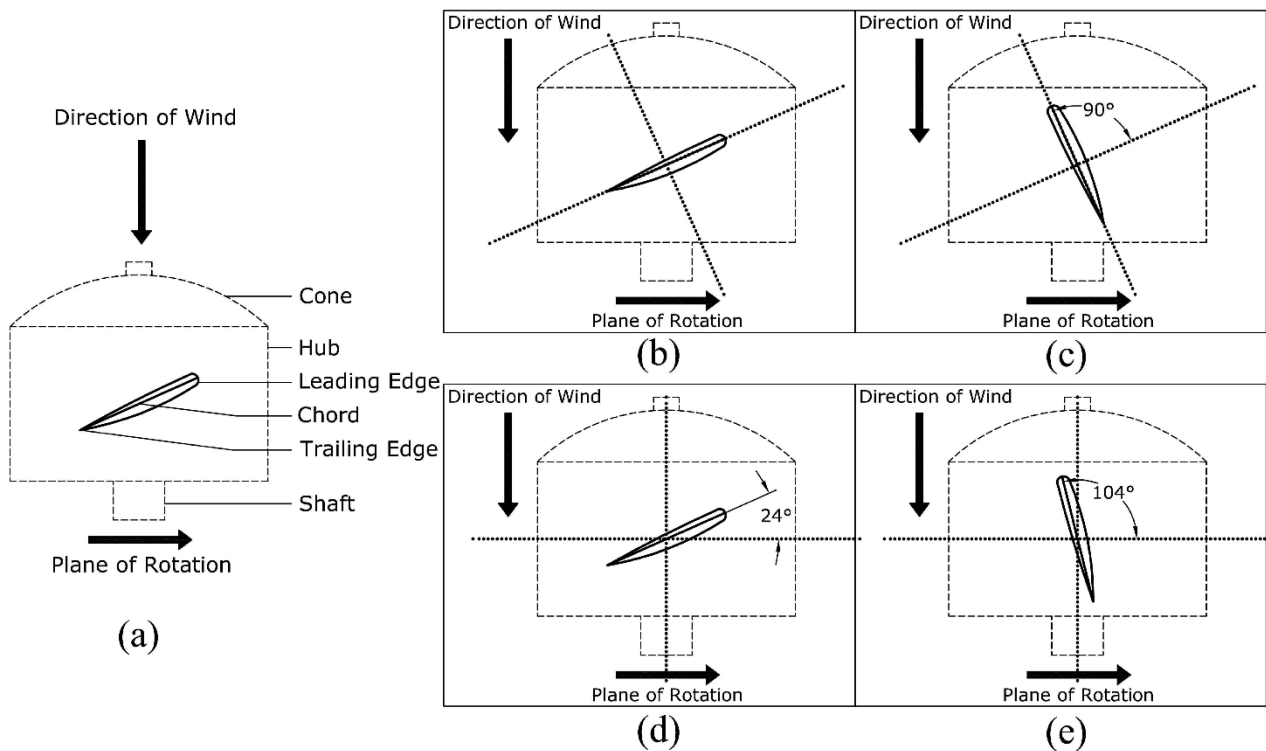 Direction of Wind
Cone
Hub
Leading Edge
Chord
Trailing Edge
Shaft
Plane of Rotation
(a)
Direction of Wind
Plane of Rotation
(b)
Direction of Wind
90°
Plane of Rotation
(c)
Direction of Wind
24°
Plane of Rotation
(d)
Direction of Wind
104°
Plane of Rotation
(e)